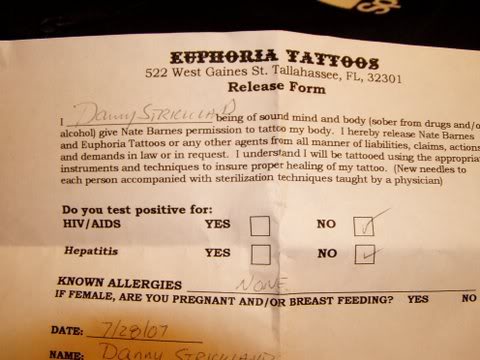 EUPHORIA TATTOOS
522 West Gaines St. Tallahassee, FL, 32301
Release Form
I Danny Strickland being of sound mind and body (sober from drugs and/or
alcohol) give Nate Barnes permission to tattoo my body. I hereby release Nate Barnes
and Euphoria Tattoos or any other agents from all manner of liabilities, claims, actions
and demands in law or in request. I understand I will be tattooed using the appropria
instruments and techniques to insure proper healing of my tattoo. (New needles to
each person accompanied with sterilization techniques taught by a physician)
Do you test positive for:
HIV/AIDS YES NO
Hepatitis YES NO
KNOWN ALLERGIES NONE
IF FEMALE, ARE YOU PREGNANT AND/OR BREAST FEEDING? YES NO
DATE: 7/28/07
NAME: Danny Strickland